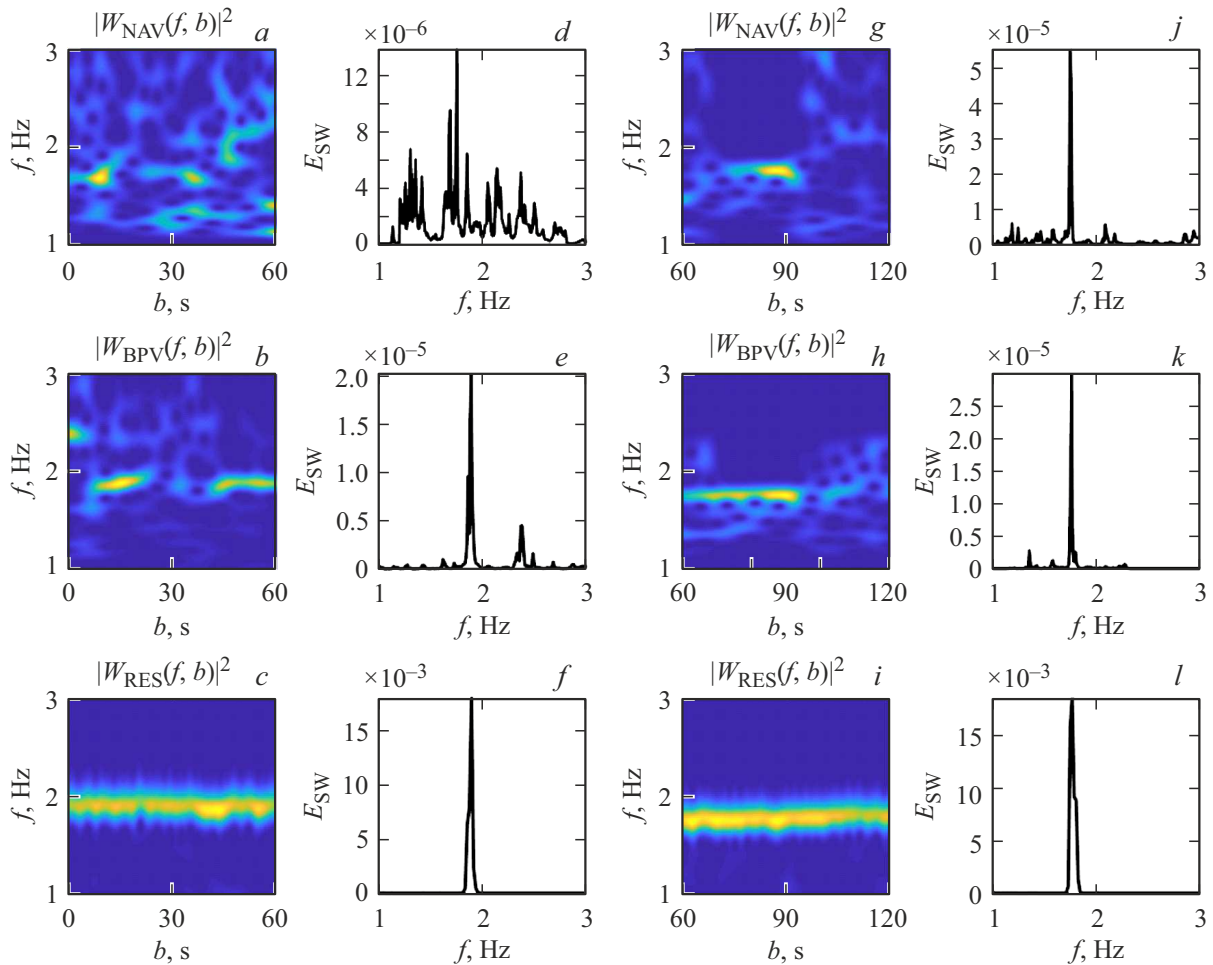 |W_NAV(f, b)|² a
3
2
1
f, Hz
0 30 60
b, s
×10⁻⁶ d
12
8
4
0
E_SW
1 2 3
f, Hz
|W_NAV(f, b)|² g
3
2
1
f, Hz
60 90 120
b, s
×10⁻⁵ j
5
4
3
2
1
0
E_SW
1 2 3
f, Hz
|W_BPV(f, b)|² b
3
2
1
f, Hz
0 30 60
b, s
×10⁻⁵ e
2.0
1.5
1.0
0.5
0
E_SW
1 2 3
f, Hz
|W_BPV(f, b)|² h
3
2
1
f, Hz
60 90 120
b, s
×10⁻⁵ k
2.5
2.0
1.5
1.0
0.5
0
E_SW
1 2 3
f, Hz
|W_RES(f, b)|² c
3
2
1
f, Hz
0 30 60
b, s
×10⁻³ f
15
10
5
0
E_SW
1 2 3
f, Hz
|W_RES(f, b)|² i
3
2
1
f, Hz
60 90 120
b, s
×10⁻³ l
15
10
5
0
E_SW
1 2 3
f, Hz